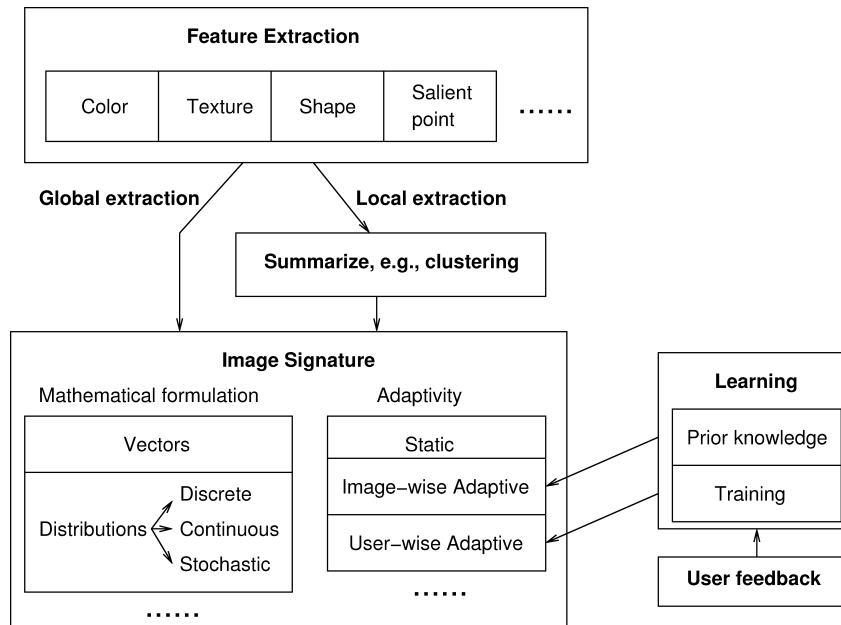 Feature Extraction
Color
Texture
Shape
Salient
point
......
Global extraction
Local extraction
Summarize, e.g., clustering
Image Signature
Mathematical formulation
Adaptivity
Vectors
Distributions
Discrete
Continuous
Stochastic
......
Static
Image-wise Adaptive
User-wise Adaptive
......
Learning
Prior knowledge
Training
User feedback